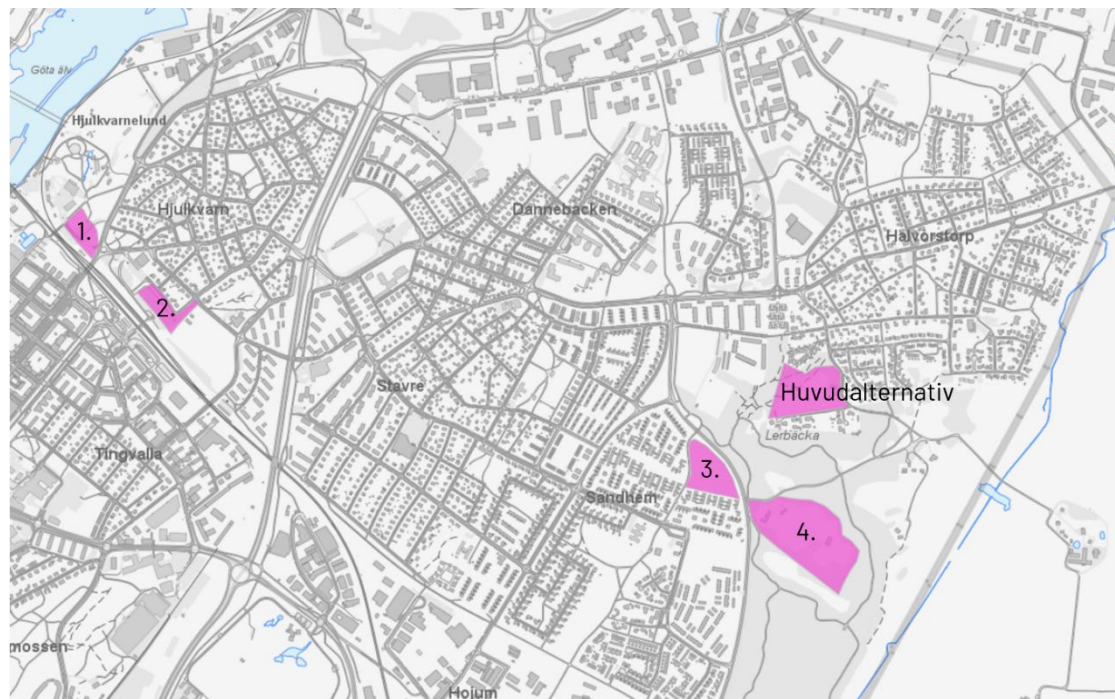 Göta älv
Hjulkvarnelund
Hjulkvarn
1.
2.
Dannebacken
Halvorstorp
Stavre
Huvudalternativ
Lerbäcka
Tingvalla
3.
Sandhem
4.
mossen
Hojum